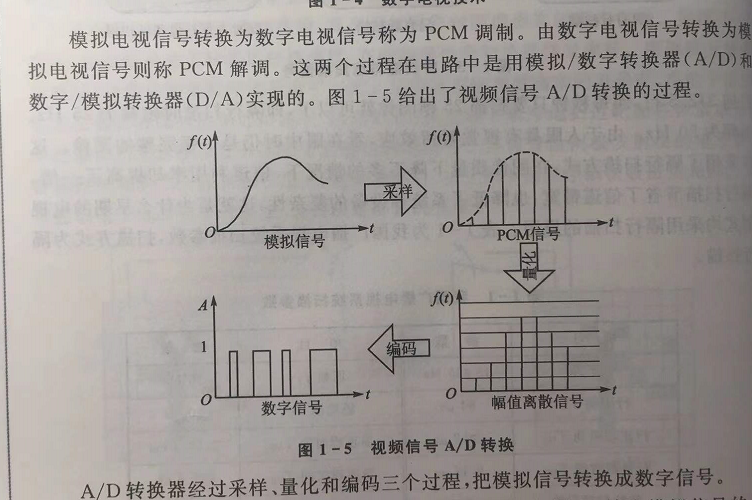 图 1-4 数字电视技术
模拟电视信号转换为数字电视信号称为 PCM 调制。由数字电视信号转换为模
拟电视信号则称 PCM 解调。这两个过程在电路中是用模拟/数字转换器(A/D)和
数字/模拟转换器(D/A)实现的。图 1-5 给出了视频信号 A/D 转换的过程。
f(t)
采样
O
t
模拟信号
f(t)
O
t
PCM信号
量化
A
1
编码
O
t
数字信号
f(t)
O
t
幅值离散信号
图 1-5 视频信号 A/D 转换
A/D 转换器经过采样、量化和编码三个过程,把模拟信号转换成数字信号。